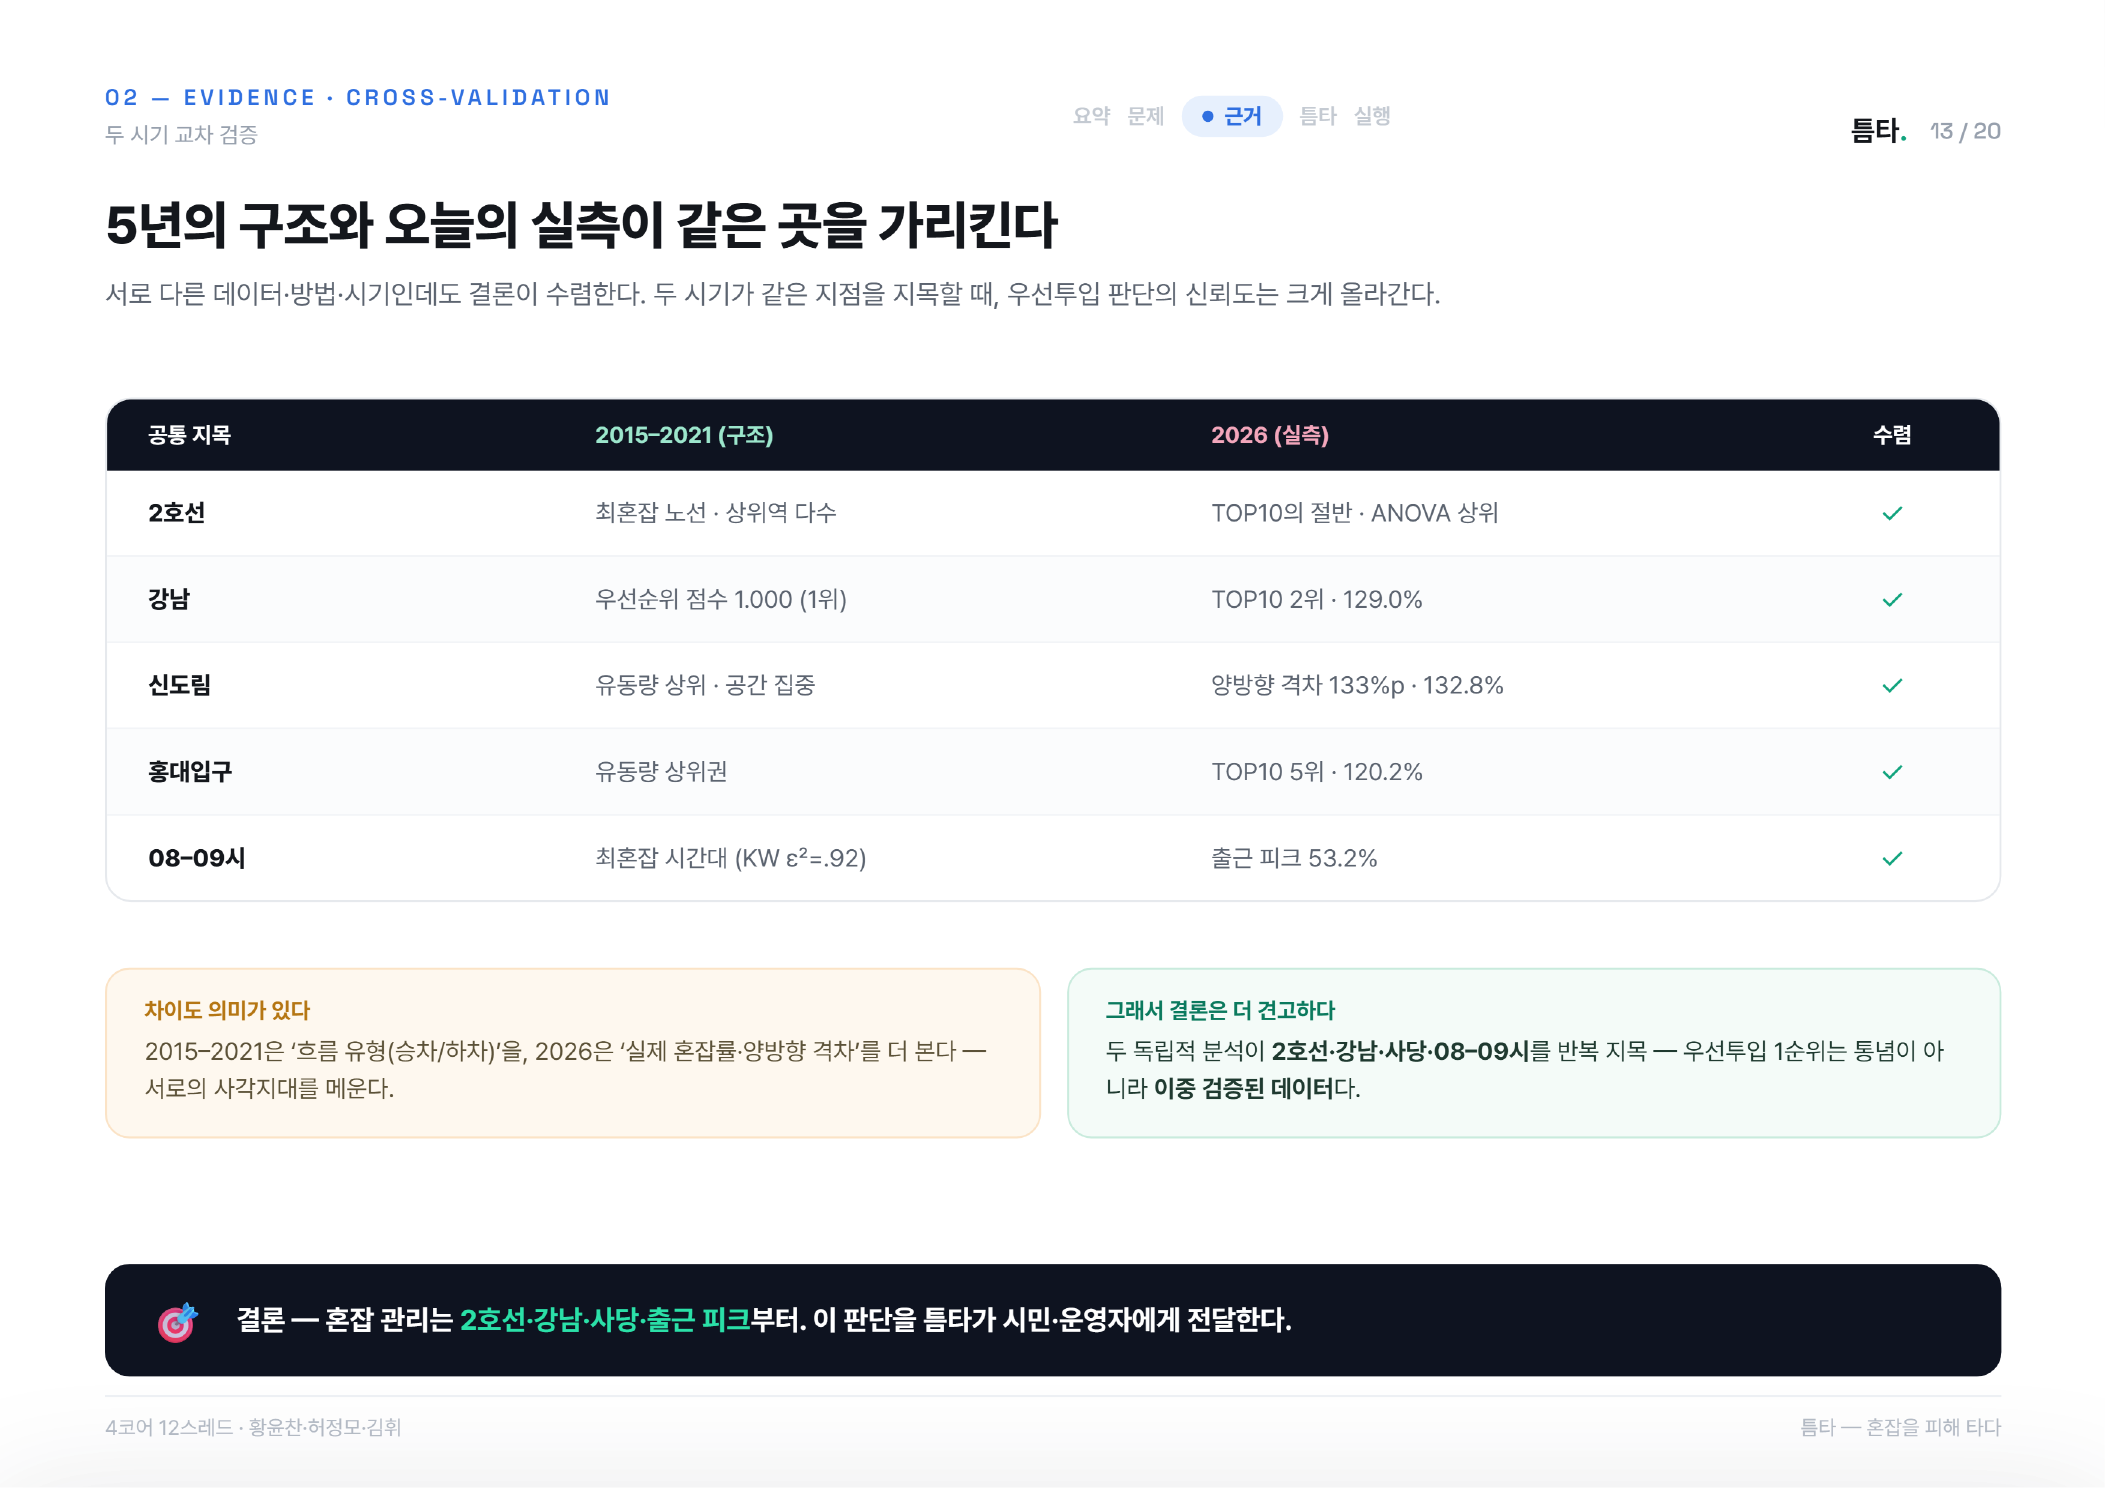 02 — EVIDENCE · CROSS-VALIDATION
두 시기 교차 검증
요약 문제 근거 틈타 실행
틈타. 13 / 20
5년의 구조와 오늘의 실측이 같은 곳을 가리킨다
서로 다른 데이터·방법·시기인데도 결론이 수렴한다. 두 시기가 같은 지점을 지목할 때, 우선투입 판단의 신뢰도는 크게 올라간다.
공통 지목 2015–2021 (구조) 2026 (실측) 수렴
2호선 최혼잡 노선 · 상위역 다수 TOP10의 절반 · ANOVA 상위 ✓
강남 우선순위 점수 1.000 (1위) TOP10 2위 · 129.0% ✓
신도림 유동량 상위 · 공간 집중 양방향 격차 133%p · 132.8% ✓
홍대입구 유동량 상위권 TOP10 5위 · 120.2% ✓
08–09시 최혼잡 시간대 (KW ε²=.92) 출근 피크 53.2% ✓
차이도 의미가 있다
2015–2021은 ‘흐름 유형(승차/하차)’을, 2026은 ‘실제 혼잡률·양방향 격차’를 더 본다 —
서로의 사각지대를 메운다.
그래서 결론은 더 견고하다
두 독립적 분석이 2호선·강남·사당·08–09시를 반복 지목 — 우선투입 1순위는 통념이 아
니라 이중 검증된 데이터다.
결론 — 혼잡 관리는 2호선·강남·사당·출근 피크부터. 이 판단을 틈타가 시민·운영자에게 전달한다.
4코어 12스레드 · 황윤찬·허정모·김휘
틈타 — 혼잡을 피해 타다